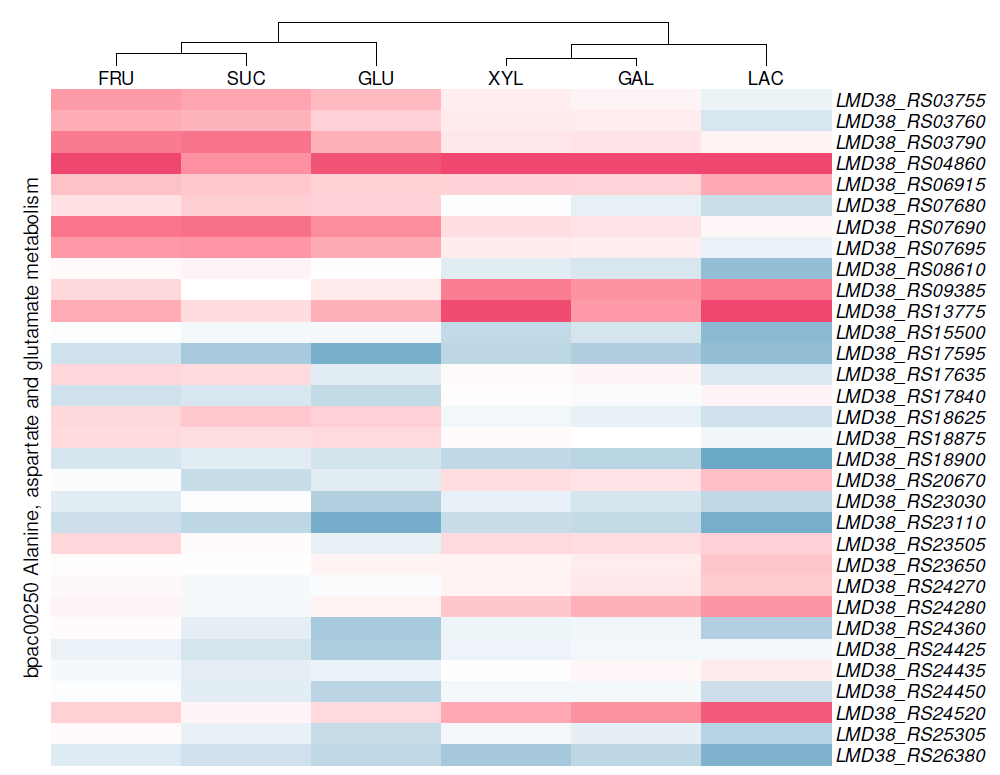 FRU SUC GLU XYL GAL LAC
bpac00250 Alanine, aspartate and glutamate metabolism
LMD38_RS03755
LMD38_RS03760
LMD38_RS03790
LMD38_RS04860
LMD38_RS06915
LMD38_RS07680
LMD38_RS07690
LMD38_RS07695
LMD38_RS08610
LMD38_RS09385
LMD38_RS13775
LMD38_RS15500
LMD38_RS17595
LMD38_RS17635
LMD38_RS17840
LMD38_RS18625
LMD38_RS18875
LMD38_RS18900
LMD38_RS20670
LMD38_RS23030
LMD38_RS23110
LMD38_RS23505
LMD38_RS23650
LMD38_RS24270
LMD38_RS24280
LMD38_RS24360
LMD38_RS24425
LMD38_RS24435
LMD38_RS24450
LMD38_RS24520
LMD38_RS25305
LMD38_RS26380